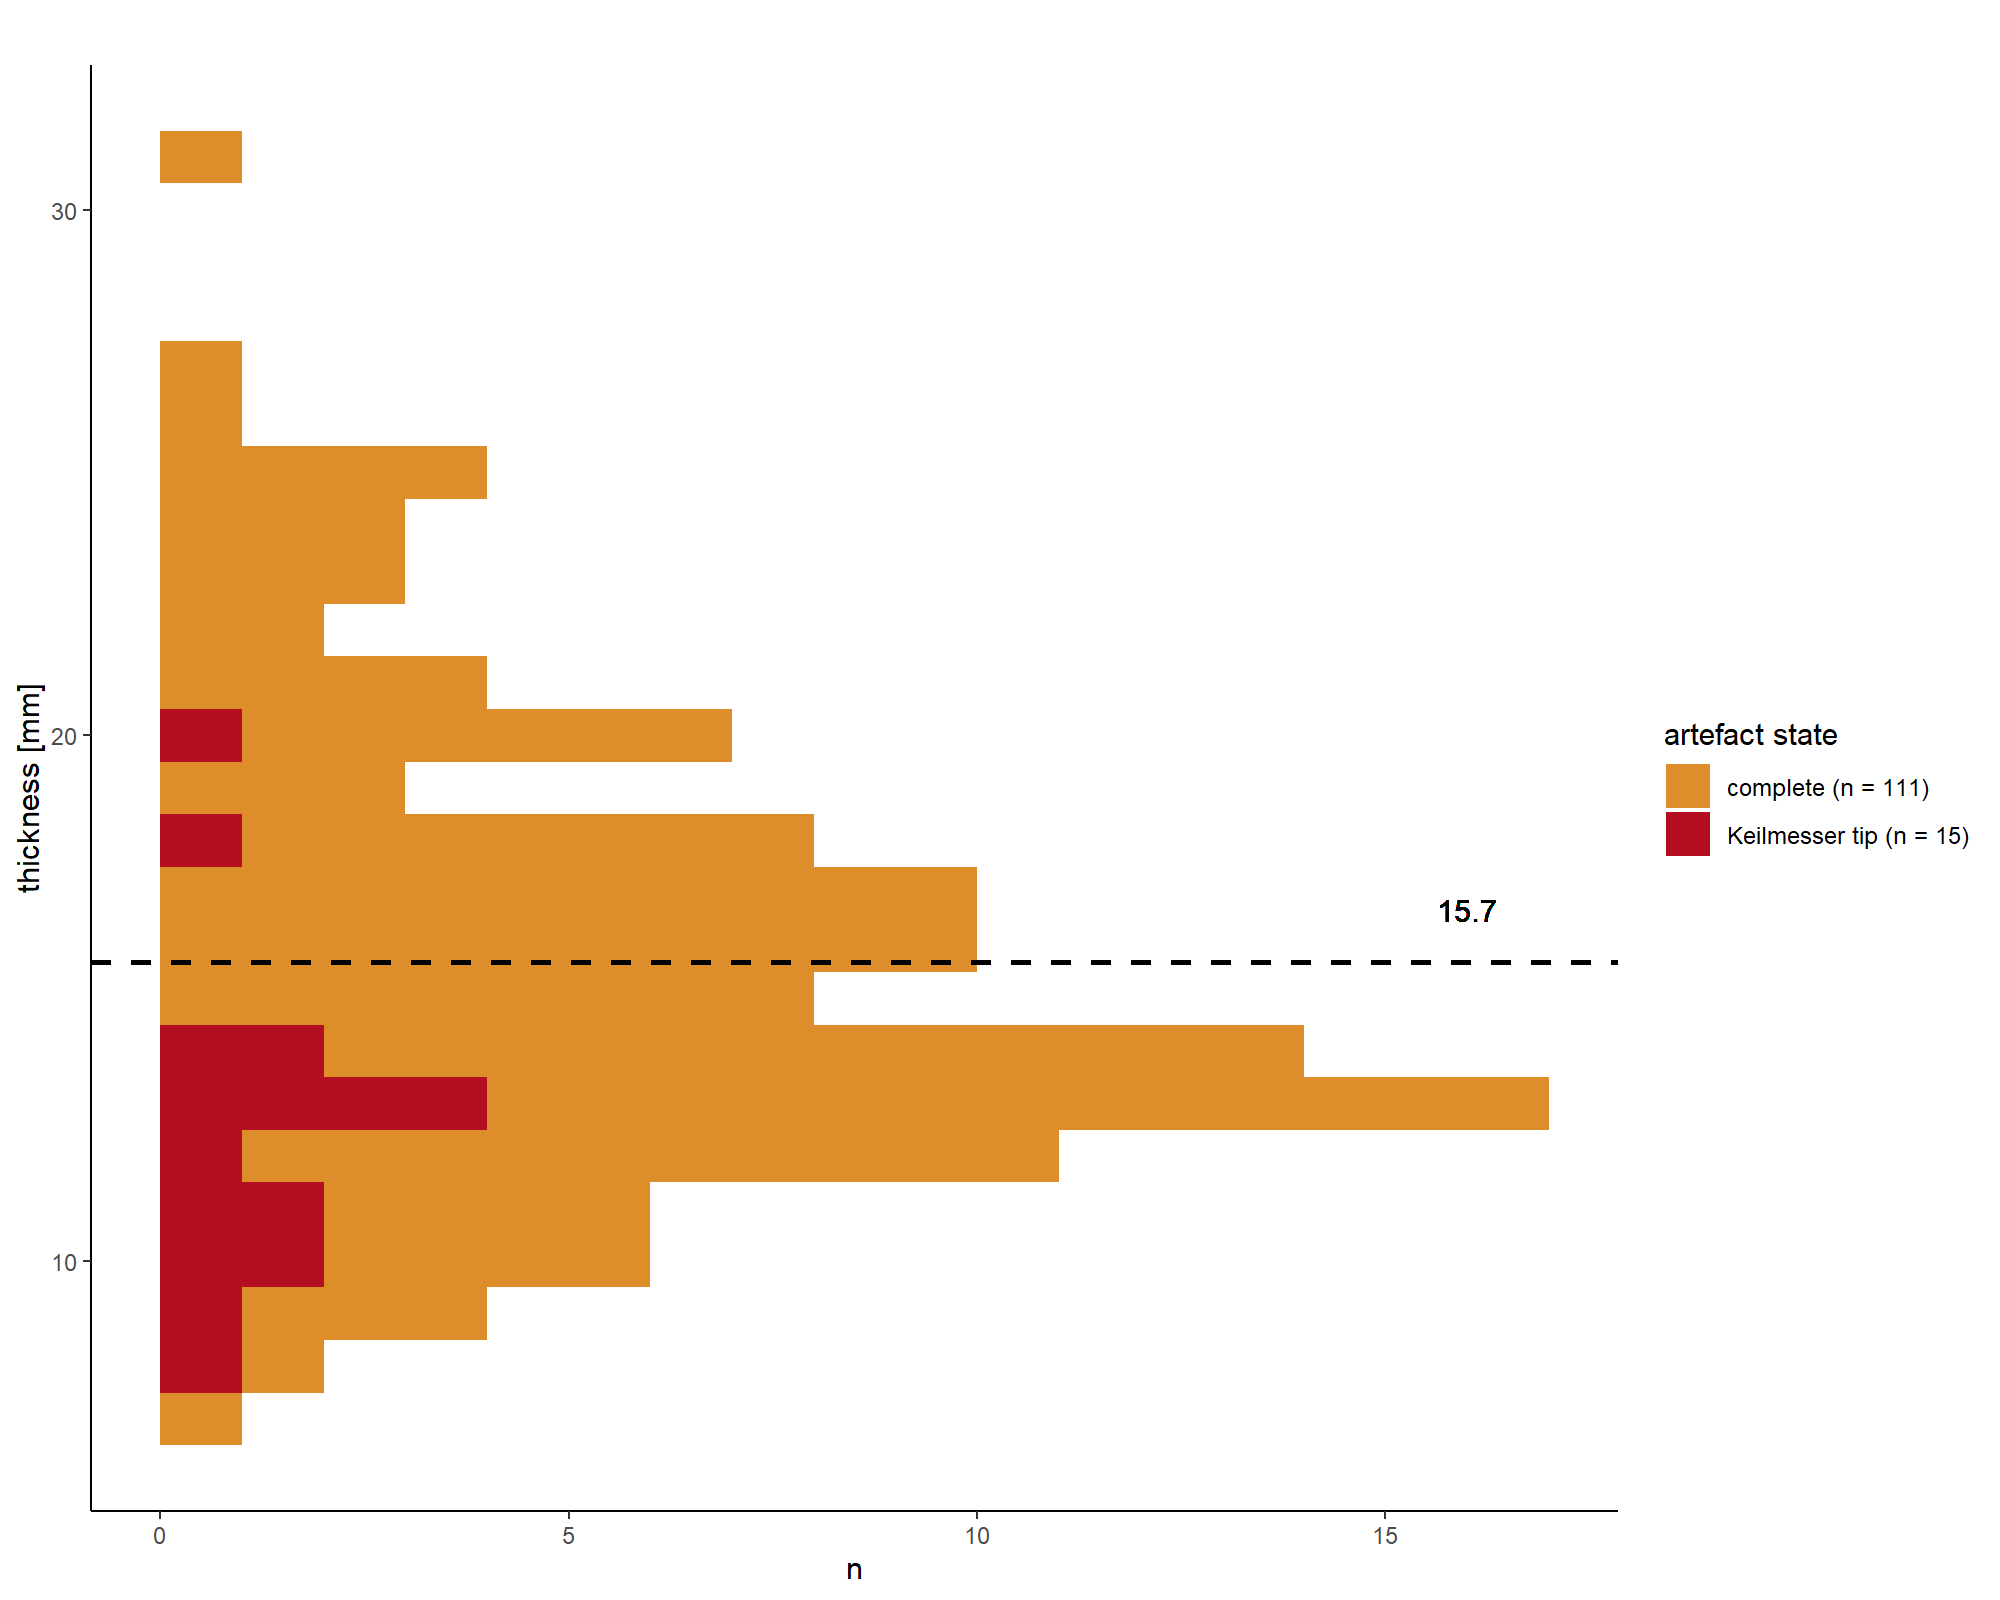 30
20
10
thickness [mm]
15.7
0
5
10
15
n
artefact state
complete (n = 111)
Keilmesser tip (n = 15)